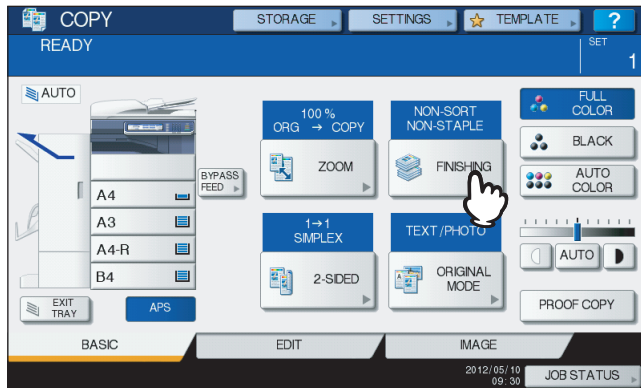 COPY
STORAGE
SETTINGS
TEMPLATE
?
READY
SET
1
AUTO
100 %
ORG → COPY
ZOOM
NON-SORT
NON-STAPLE
FINISHING
FULL
COLOR
BLACK
AUTO
COLOR
BYPASS
FEED
A4
A3
A4-R
B4
1→1
SIMPLEX
2-SIDED
TEXT/PHOTO
ORIGINAL
MODE
AUTO
EXIT
TRAY
APS
PROOF COPY
BASIC
EDIT
IMAGE
2012/05/10
09:30
JOB STATUS